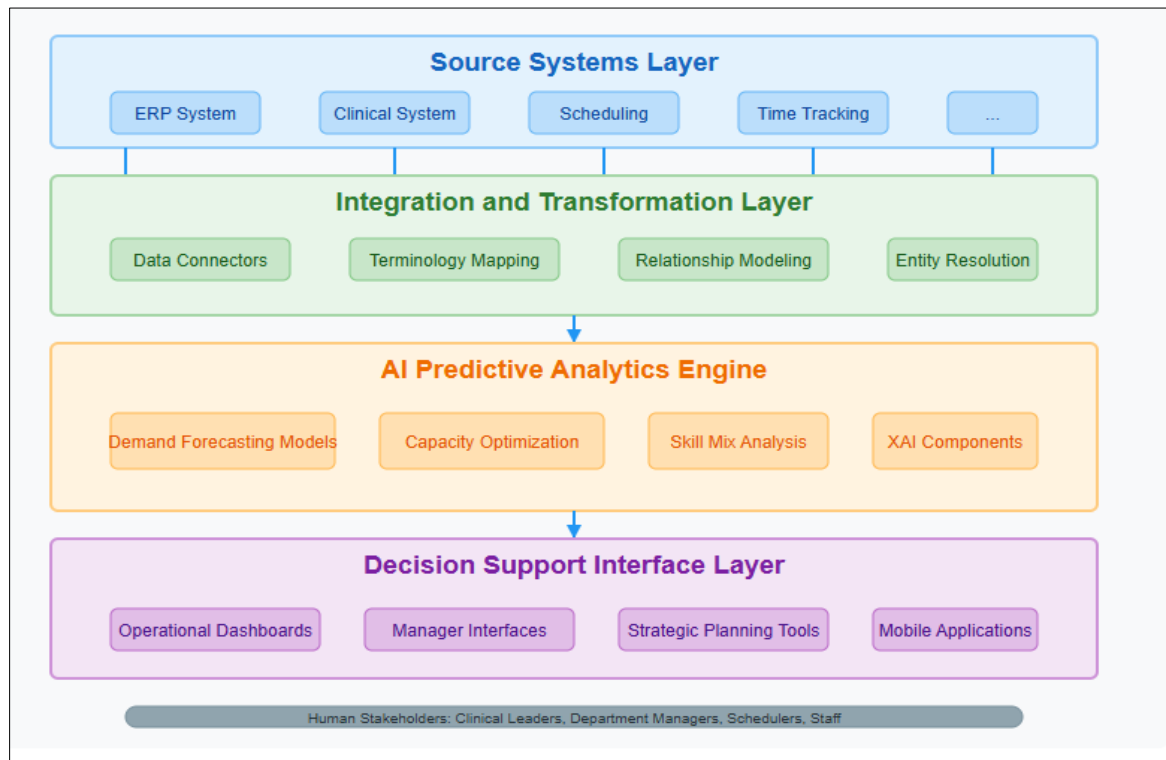 Source Systems Layer
ERP System
Clinical System
Scheduling
Time Tracking
...
Integration and Transformation Layer
Data Connectors
Terminology Mapping
Relationship Modeling
Entity Resolution
AI Predictive Analytics Engine
Demand Forecasting Models
Capacity Optimization
Skill Mix Analysis
XAI Components
Decision Support Interface Layer
Operational Dashboards
Manager Interfaces
Strategic Planning Tools
Mobile Applications
Human Stakeholders: Clinical Leaders, Department Managers, Schedulers, Staff